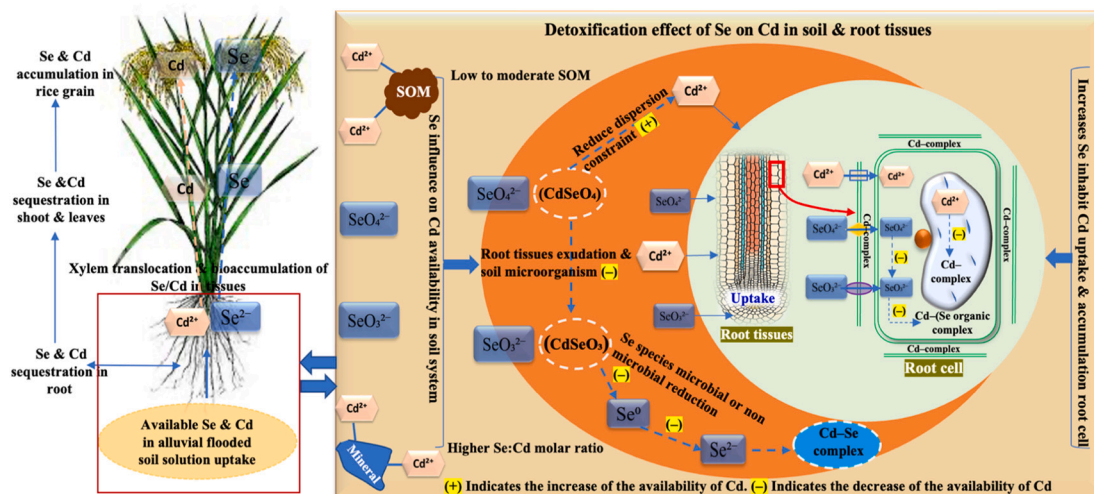 Detoxification effect of Se on Cd in soil & root tissues
Se & Cd
accumulation in
rice grain
Cd
Se
Se &Cd
sequestration in
shoot & leaves
Cd
Se
Xylem translocation & bioaccumulation of
Se/Cd in tissues
Cd²⁺
Se²⁻
Se & Cd
sequestration in
root
Available Se & Cd
in alluvial flooded
soil solution uptake
Cd²⁺
SOM
Cd²⁺
Low to moderate SOM
SeO₄²⁻
SeO₃²⁻
Se influence on Cd availability in soil system
Cd²⁺
Mineral
Cd²⁺
Higher Se:Cd molar ratio
Reduce dispersion
constraint (+)
Cd²⁺
SeO₄²⁻
(CdSeO₄)
Root tissues exudation &
soil microorganism (–)
SeO₃²⁻
(CdSeO₃)
Se species microbial or non
microbial reduction
(–)
Se⁰
(–)
Se²⁻
Cd–Se
complex
SeO₄²⁻
Cd²⁺
SeO₃²⁻
Uptake
Root tissues
Cd–complex
Cd²⁺
Cd²⁺
Cd²⁺
SeO₄²⁻
SeO₄²⁻
(–)
(–)
Cd–
complex
SeO₃²⁻
SeO₃²⁻
(–)
Cd–(Se organic
complex
Cd–complex
Cd–complex
Cd–complex
Root cell
Increases Se inhabit Cd uptake & accumulation root cell
(+) Indicates the increase of the availability of Cd. (–) Indicates the decrease of the availability of Cd